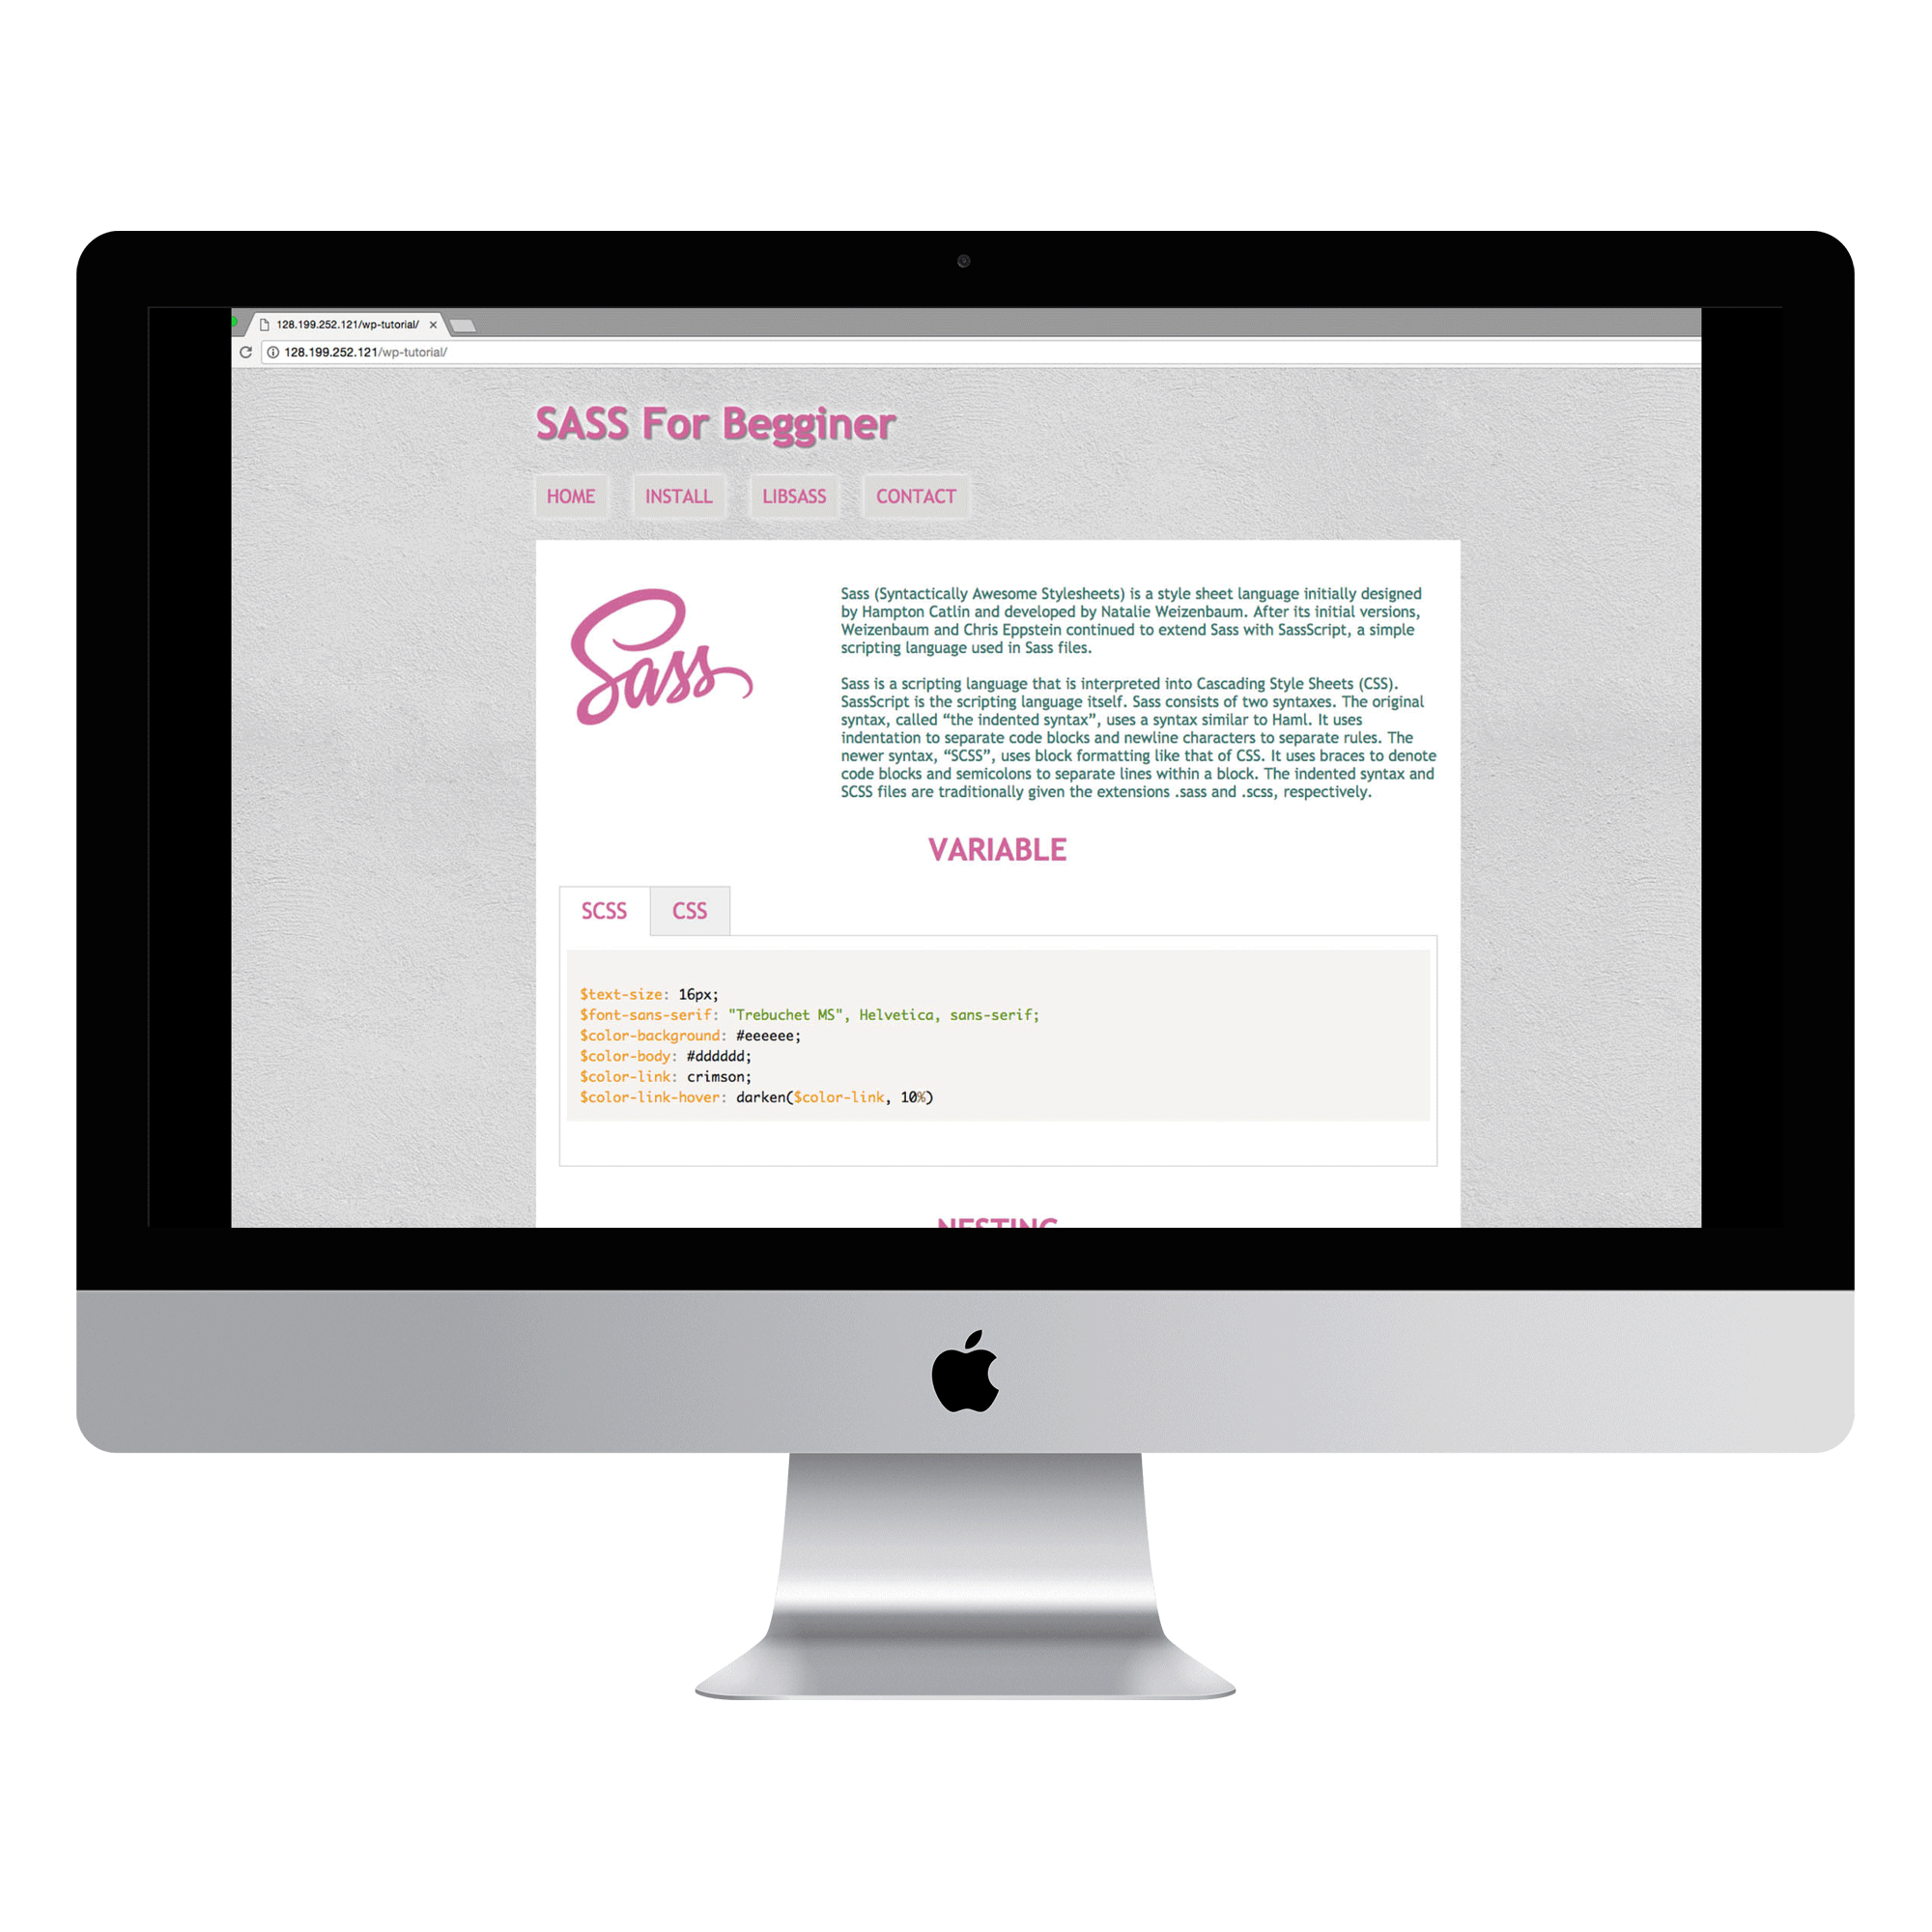 128.199.252.121/wp-tutorial/
128.199.252.121/wp-tutorial/
SASS For Begginer
HOME INSTALL LIBSASS CONTACT
Sass
Sass (Syntactically Awesome Stylesheets) is a style sheet language initially designed
by Hampton Catlin and developed by Natalie Weizenbaum. After its initial versions,
Weizenbaum and Chris Eppstein continued to extend Sass with SassScript, a simple
scripting language used in Sass files.
Sass is a scripting language that is interpreted into Cascading Style Sheets (CSS).
SassScript is the scripting language itself. Sass consists of two syntaxes. The original
syntax, called “the indented syntax”, uses a syntax similar to Haml. It uses
indentation to separate code blocks and newline characters to separate rules. The
newer syntax, “SCSS”, uses block formatting like that of CSS. It uses braces to denote
code blocks and semicolons to separate lines within a block. The indented syntax and
SCSS files are traditionally given the extensions .sass and .scss, respectively.
VARIABLE
SCSS CSS
$text-size: 16px;
$font-sans-serif: "Trebuchet MS", Helvetica, sans-serif;
$color-background: #eeeeee;
$color-body: #dddddd;
$color-link: crimson;
$color-link-hover: darken($color-link, 10%)
NESTING